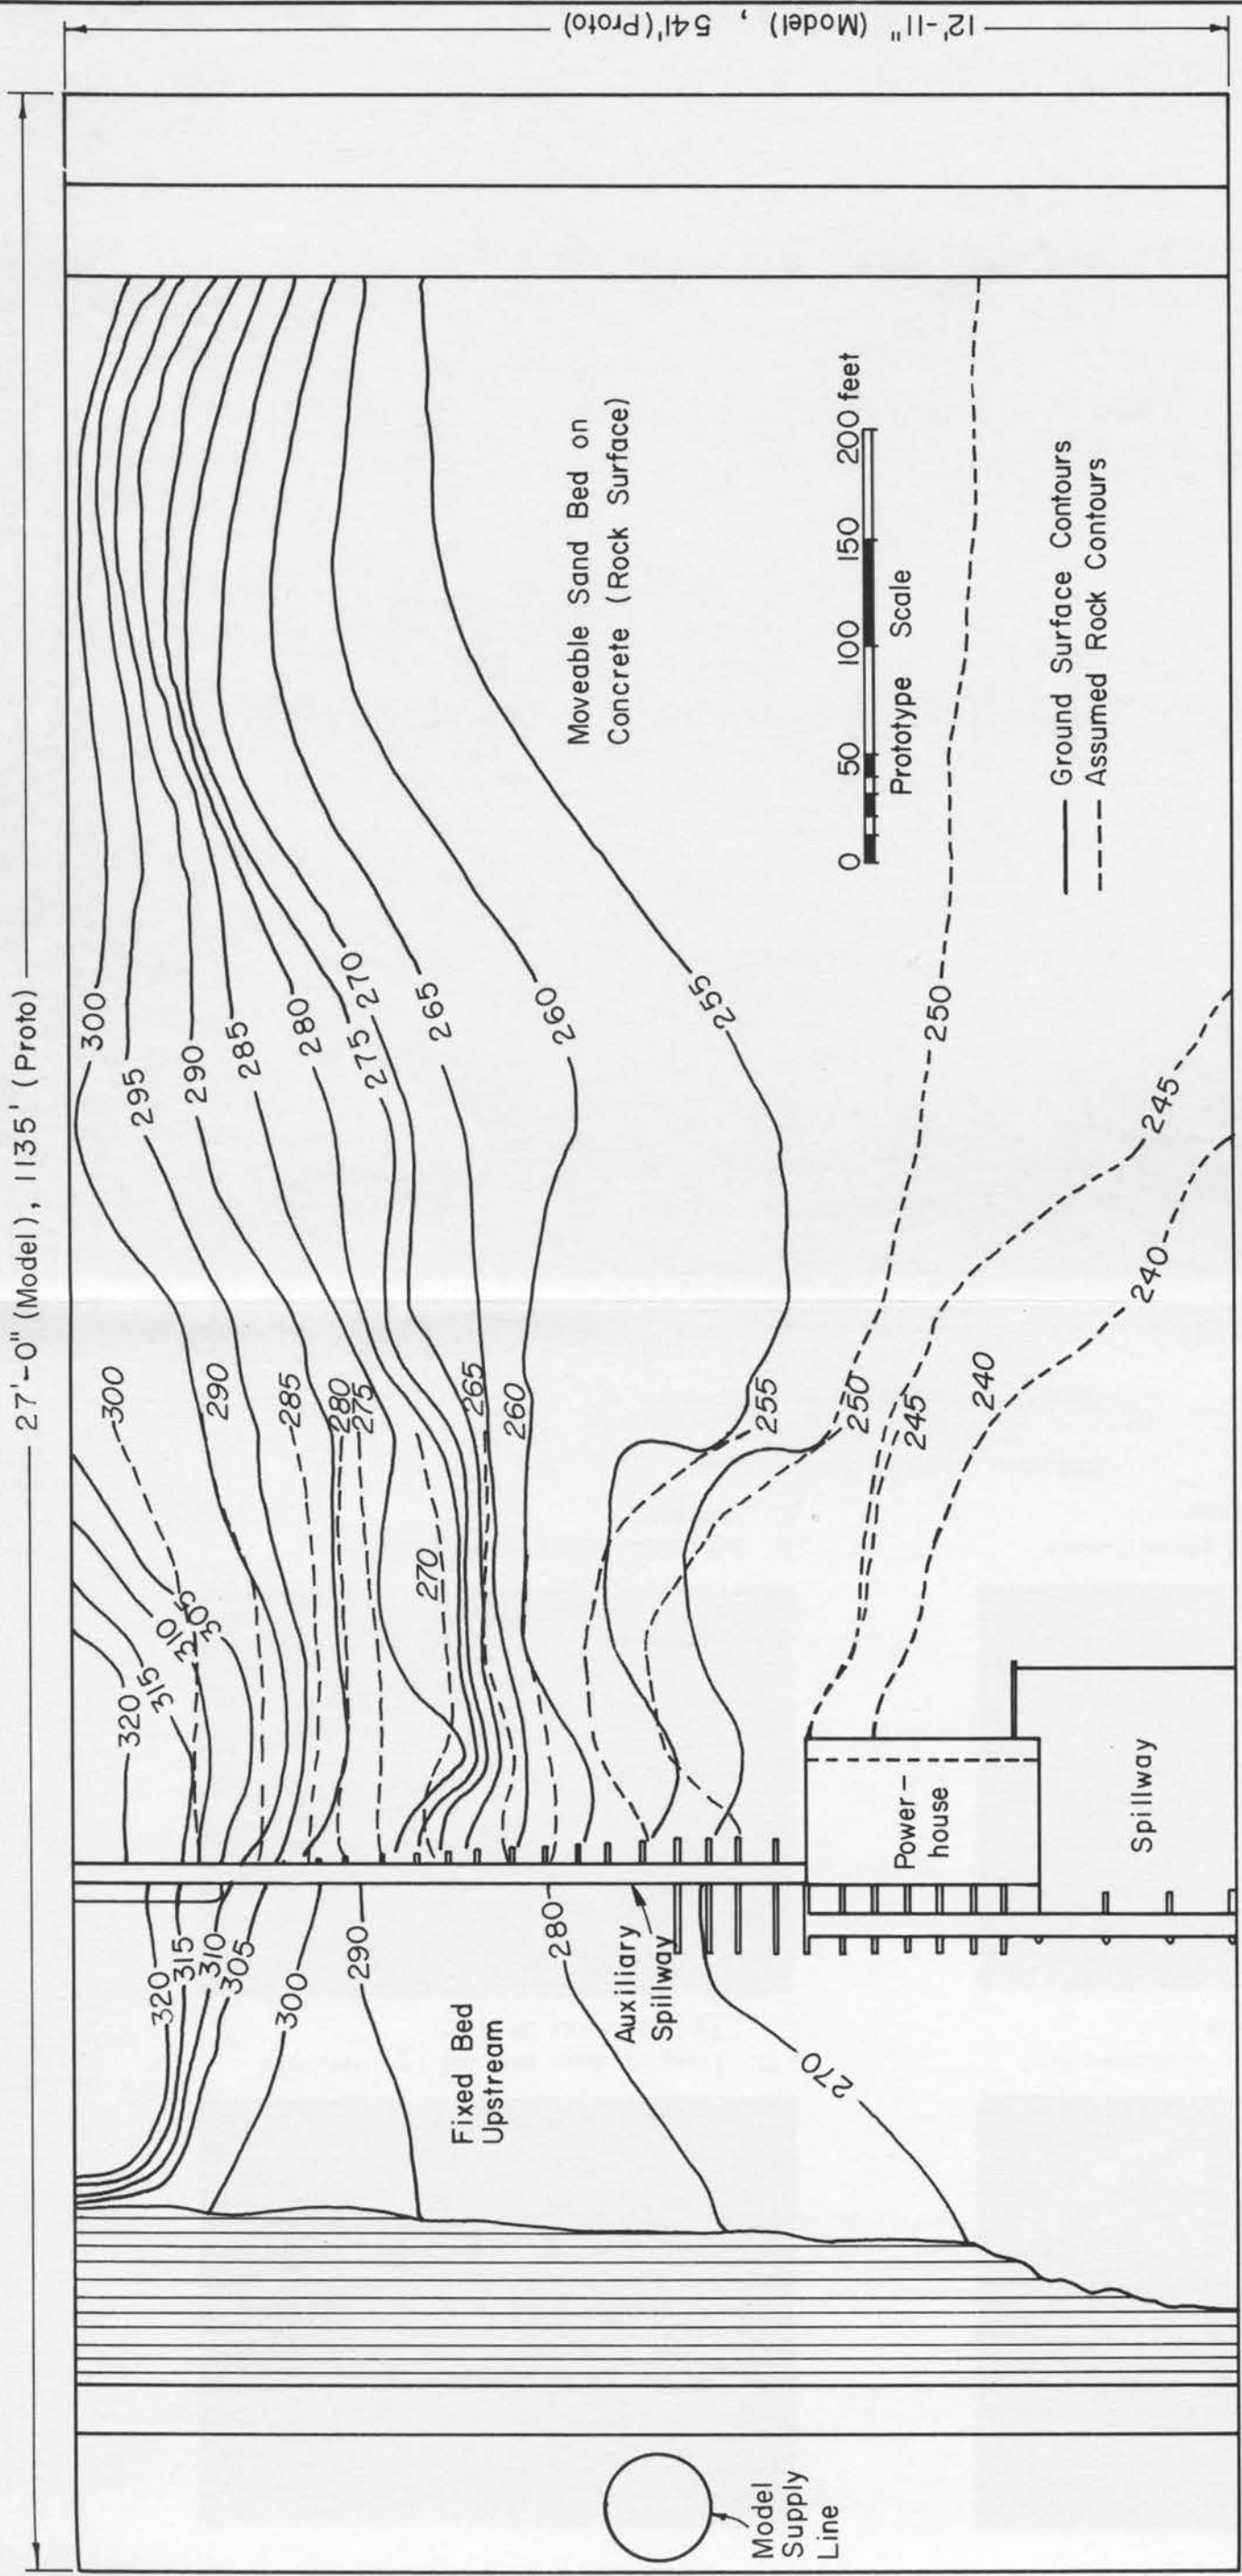 27'-0" (Model), 1135' (Proto)
12'-11" (Model) , 541'(Proto)
320
315
310
305
300
290
280
270
Fixed Bed
Upstream
Auxiliary
Spillway
Model
Supply
Line
320
315
310
305
300
290
285
280
275
270
265
260
255
250
245
240
300
295
290
285
280
275
270
265
260
255
250
245
240
Power-
house
Spillway
Moveable Sand Bed on
Concrete (Rock Surface)
0 50 100 150 200 feet
Prototype Scale
Ground Surface Contours
Assumed Rock Contours